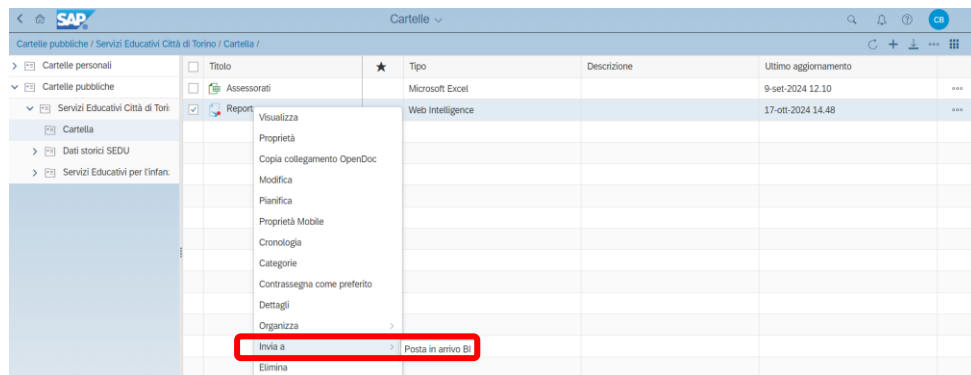 SAP
Cartelle
CB
Cartelle pubbliche / Servizi Educativi Città di Torino / Cartella /
Cartelle personali
Cartelle pubbliche
Servizi Educativi Città di Tori
Cartella
Dati storici SEDU
Servizi Educativi per l'infan
Titolo
Tipo
Descrizione
Ultimo aggiornamento
Assessorati
Microsoft Excel
9-set-2024 12.10
Report
Web Intelligence
17-ott-2024 14.48
Visualizza
Proprietà
Copia collegamento OpenDoc
Modifica
Pianifica
Proprietà Mobile
Cronologia
Categorie
Contrassegna come preferito
Dettagli
Organizza
Invia a
Posta in arrivo BI
Elimina